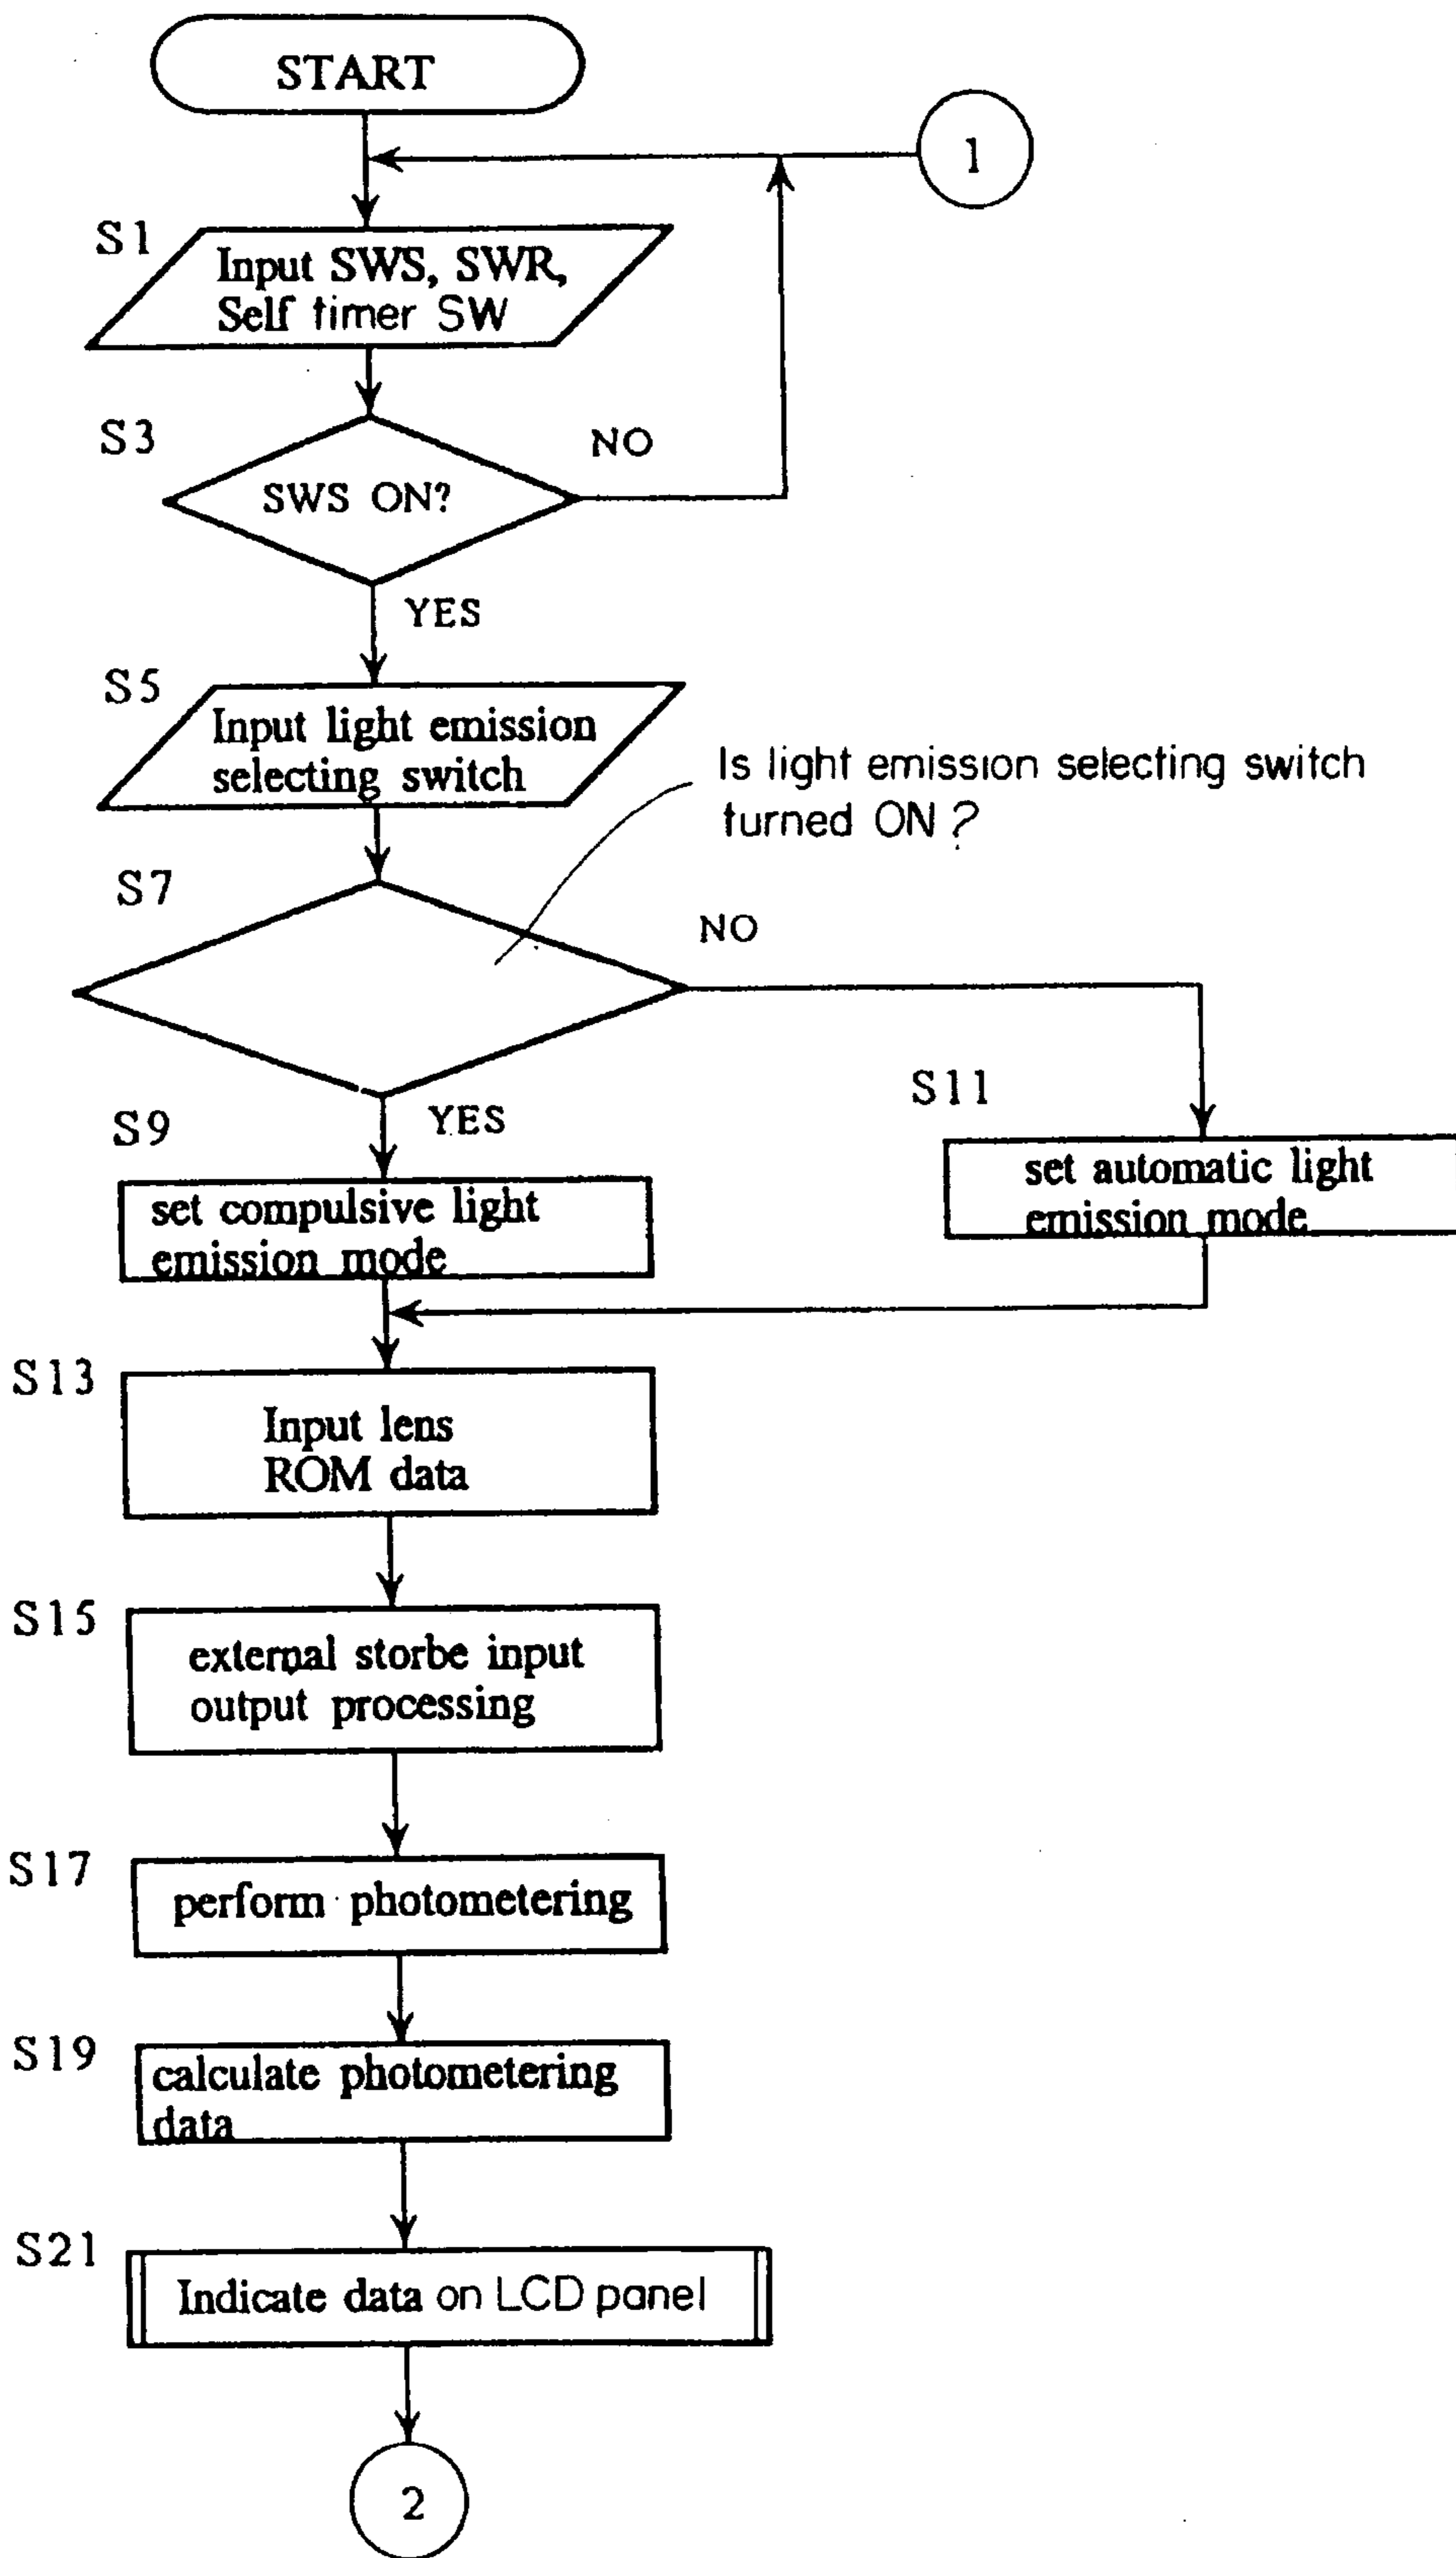 START
1
S1
Input SWS, SWR,
Self timer SW
S3
SWS ON?
NO
YES
S5
Input light emission
selecting switch
Is light emission selecting switch
turned ON?
S7
NO
YES
S9
set compulsive light
emission mode
S11
set automatic light
emission mode
S13
Input lens
ROM data
S15
external storbe input
output processing
S17
perform photometering
S19
calculate photometering
data
S21
Indicate data on LCD panel
2